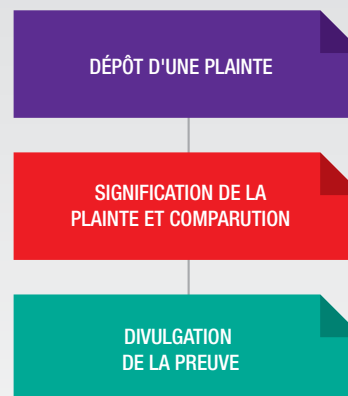 DÉPÔT D'UNE PLAINTE
SIGNIFICATION DE LA
PLAINTE ET COMPARUTION
DIVULGATION
DE LA PREUVE